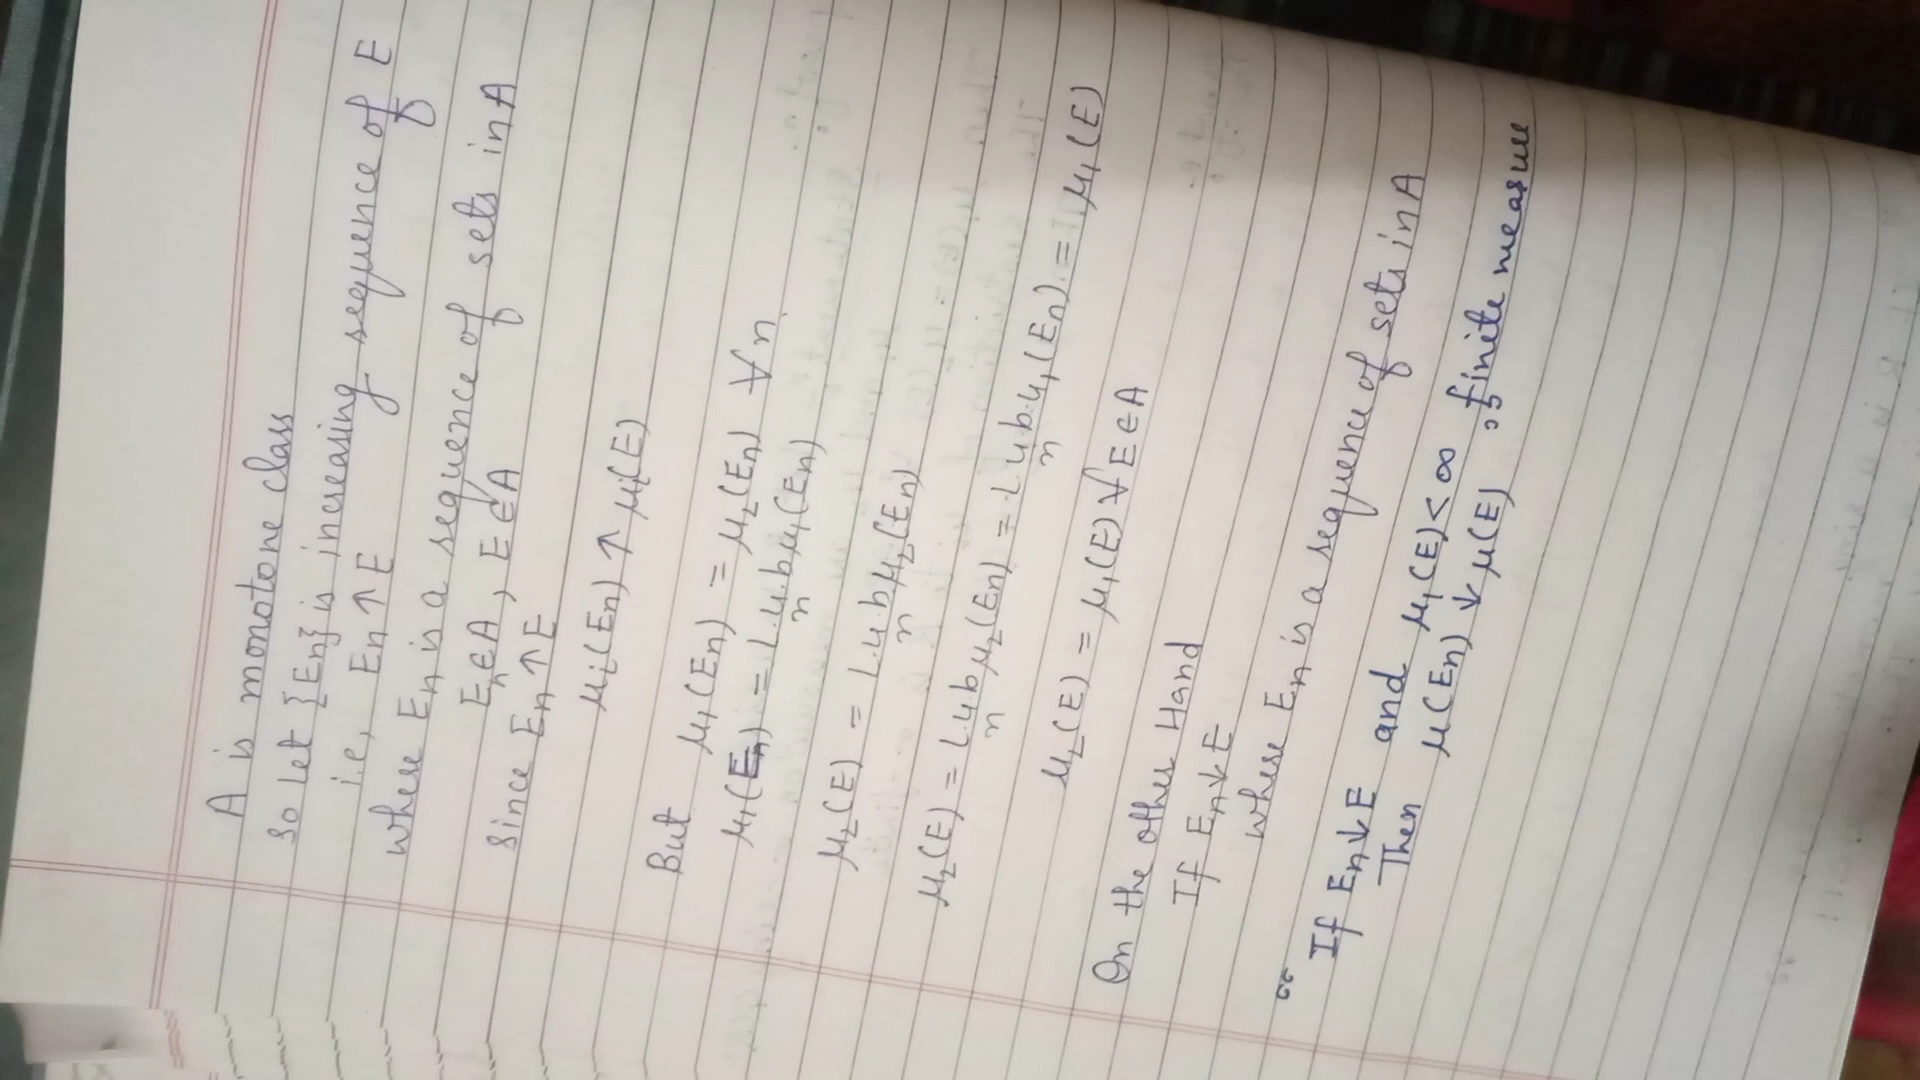 A is monotone class
So let {En} is increasing sequence of E
i.e, En ↑ E
where En is a sequence of sets in A
En ∈ A, E ∈ A
Since En ↑ E
μi(En) ↑ μi(E)
But μ1(En) = μ2(En) ∀ n
μ1(En) = l.u.b μ1(En)
n
μ2(E) = l.u.b μ2(En)
n
μ2(E) = l.u.b μ2(En) = l.u.b. μ1(En) = μ1(E)
n n
μ2(E) = μ1(E) ∀ E ∈ A
On the other Hand
If En ↓ E
where En is a sequence of sets in A
“ If En ↓ E and μ1(E) < ∞
Then μ(En) ↓ μ(E) , finite measure